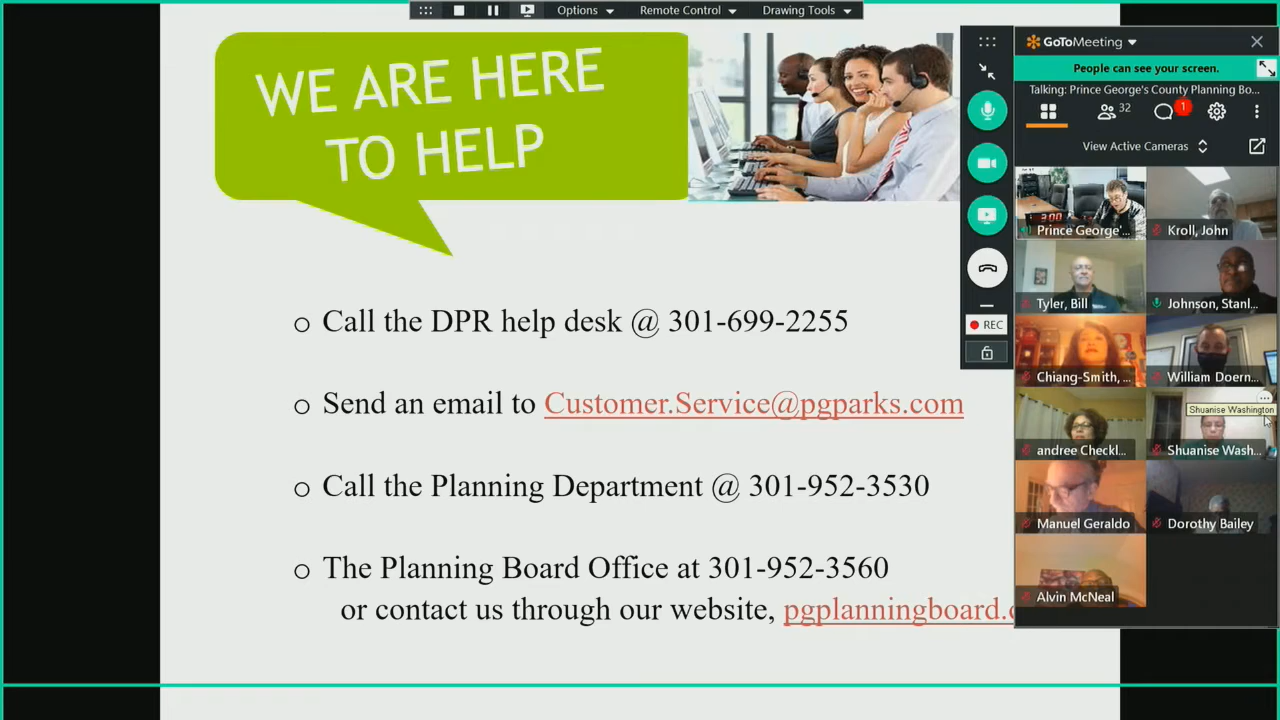 Options
Remote Control
Drawing Tools
WE ARE HERE
TO HELP
GoToMeeting
People can see your screen.
Talking: Prince George's County Planning Bo...
32
1
View Active Cameras
3:00
Prince George'...
Kroll, John
Tyler, Bill
Johnson, Stanl...
REC
Chiang-Smith, ...
William Doern...
Shuanise Washington
andree Checkl...
Shuanise Wash...
Manuel Geraldo
Dorothy Bailey
Alvin McNeal
o Call the DPR help desk @ 301-699-2255
o Send an email to Customer.Service@pgparks.com
o Call the Planning Department @ 301-952-3530
o The Planning Board Office at 301-952-3560
or contact us through our website, pgplanningboard.